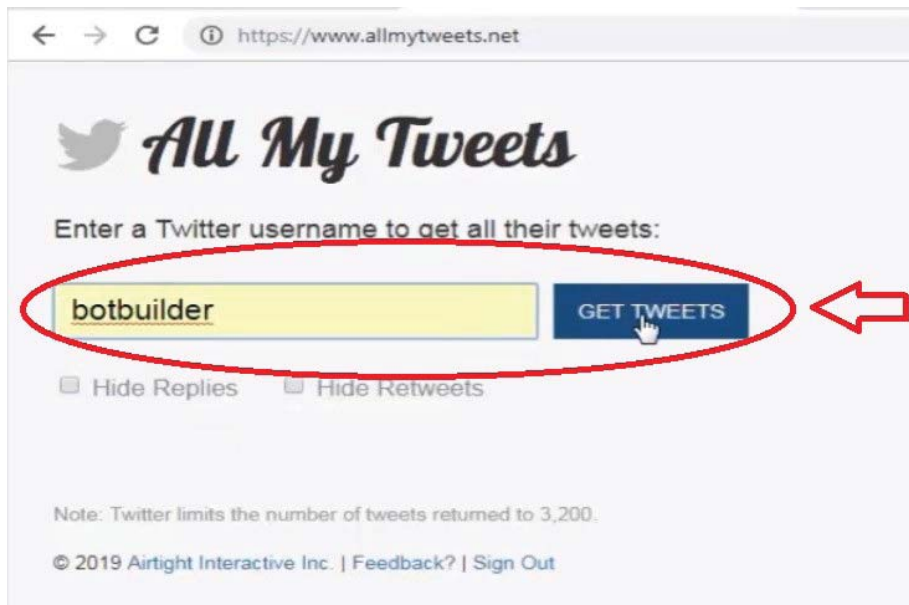 https://www.allmytweets.net
All My Tweets
Enter a Twitter username to get all their tweets:
botbuilder
GET TWEETS
Hide Replies Hide Retweets
Note: Twitter limits the number of tweets returned to 3,200.
© 2019 Airtight Interactive Inc. | Feedback? | Sign Out